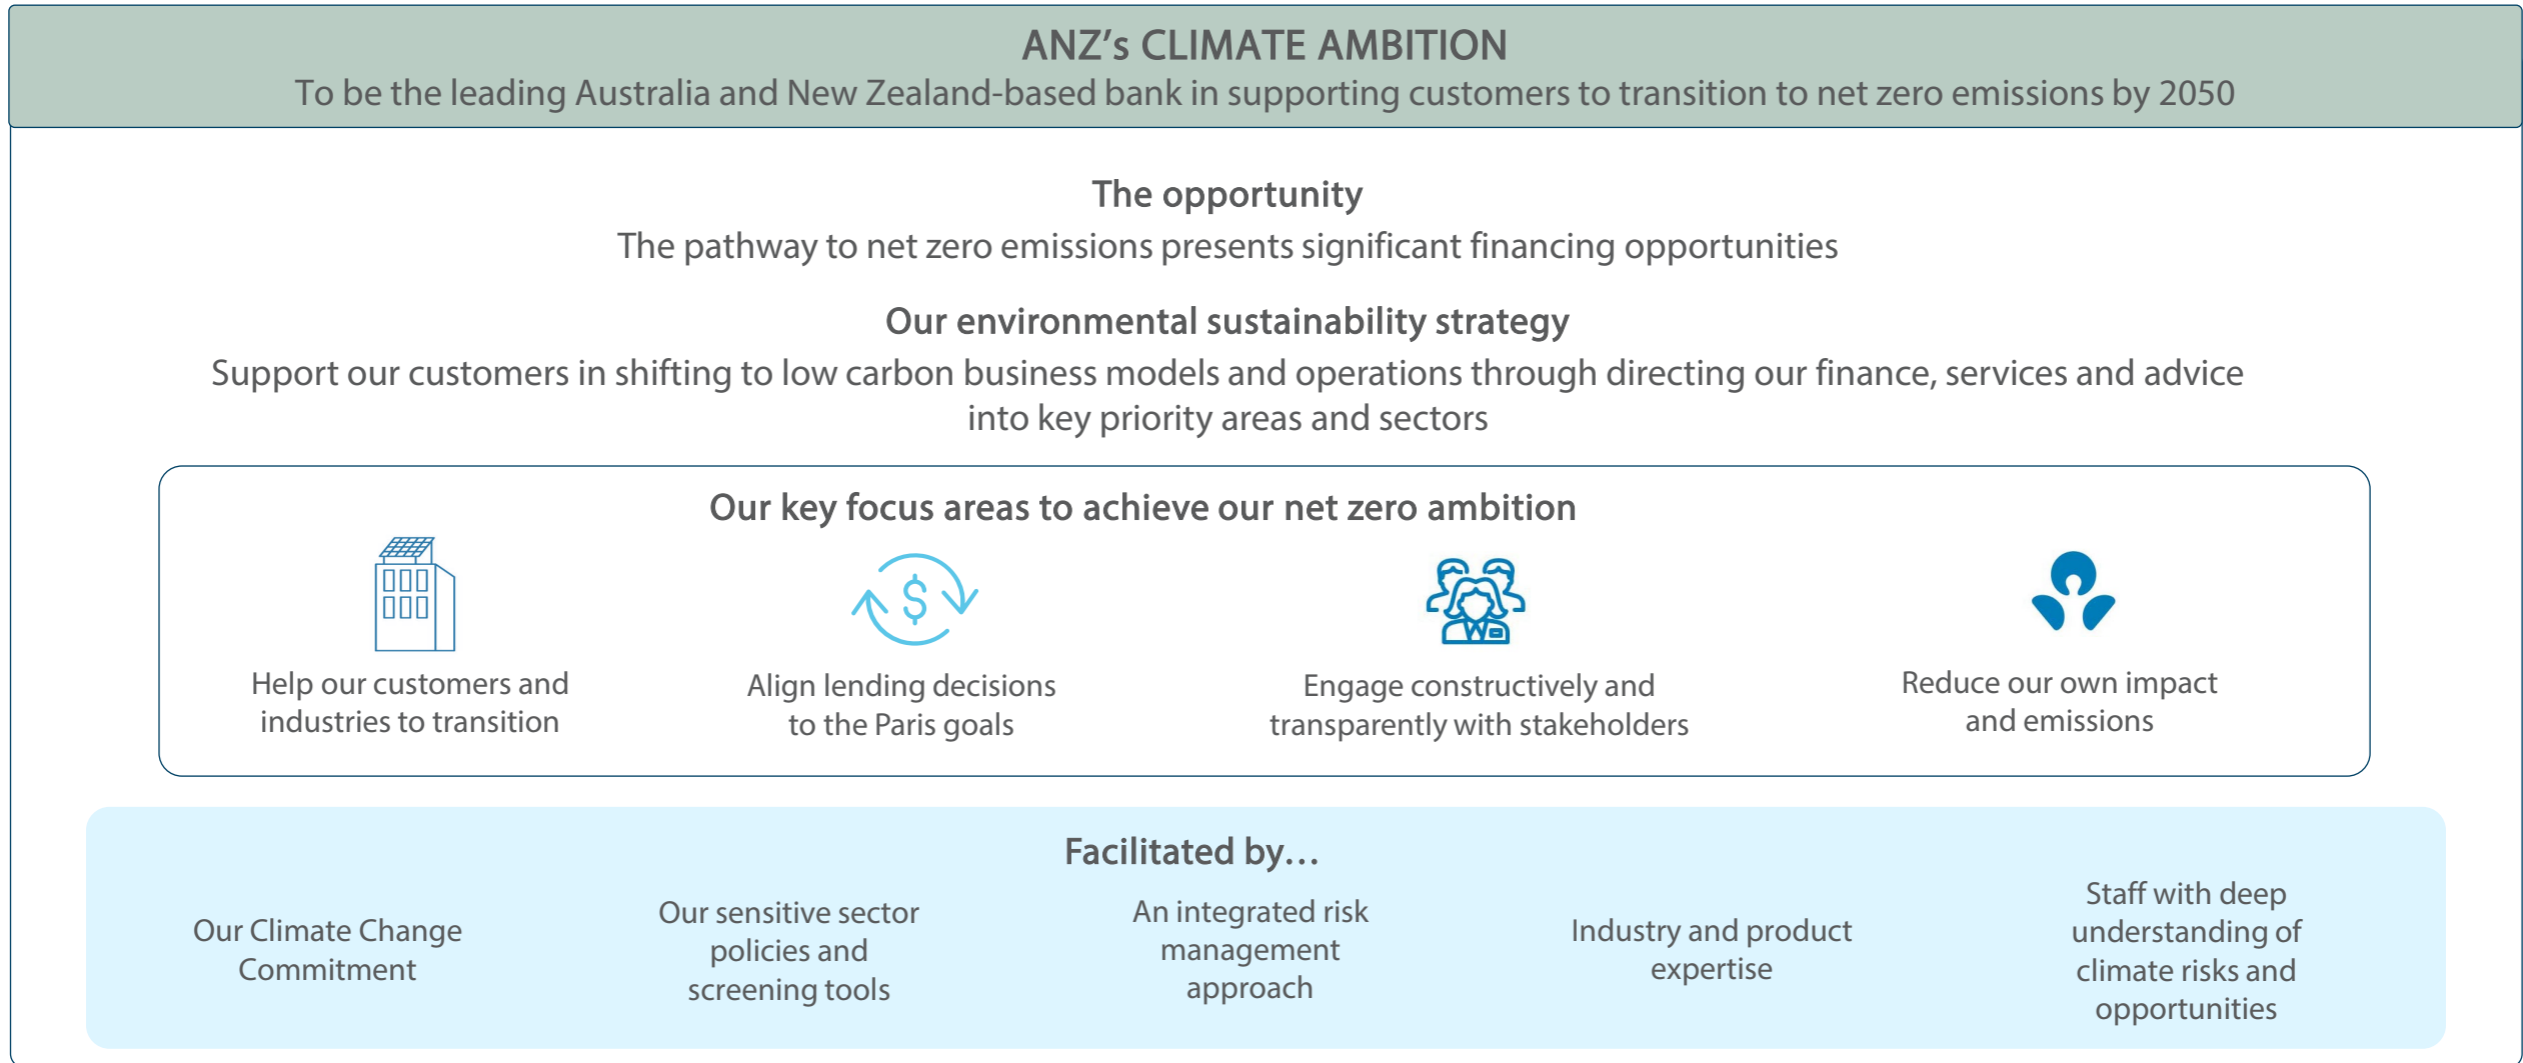 ANZ’s CLIMATE AMBITION
To be the leading Australia and New Zealand-based bank in supporting customers to transition to net zero emissions by 2050
The opportunity
The pathway to net zero emissions presents significant financing opportunities
Our environmental sustainability strategy
Support our customers in shifting to low carbon business models and operations through directing our finance, services and advice
into key priority areas and sectors
Our key focus areas to achieve our net zero ambition
$
Help our customers and
industries to transition
Align lending decisions
to the Paris goals
Engage constructively and
transparently with stakeholders
Reduce our own impact
and emissions
Facilitated by…
Our Climate Change
Commitment
Our sensitive sector
policies and
screening tools
An integrated risk
management
approach
Industry and product
expertise
Staff with deep
understanding of
climate risks and
opportunities